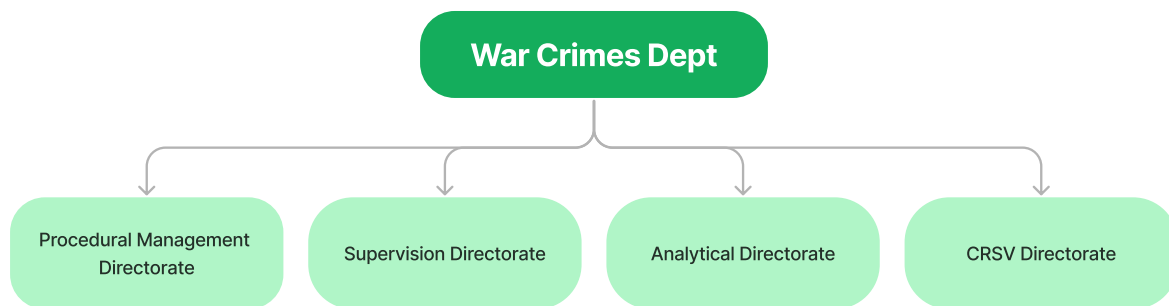 War Crimes Dept
Procedural Management
Directorate
Supervision Directorate
Analytical Directorate
CRSV Directorate